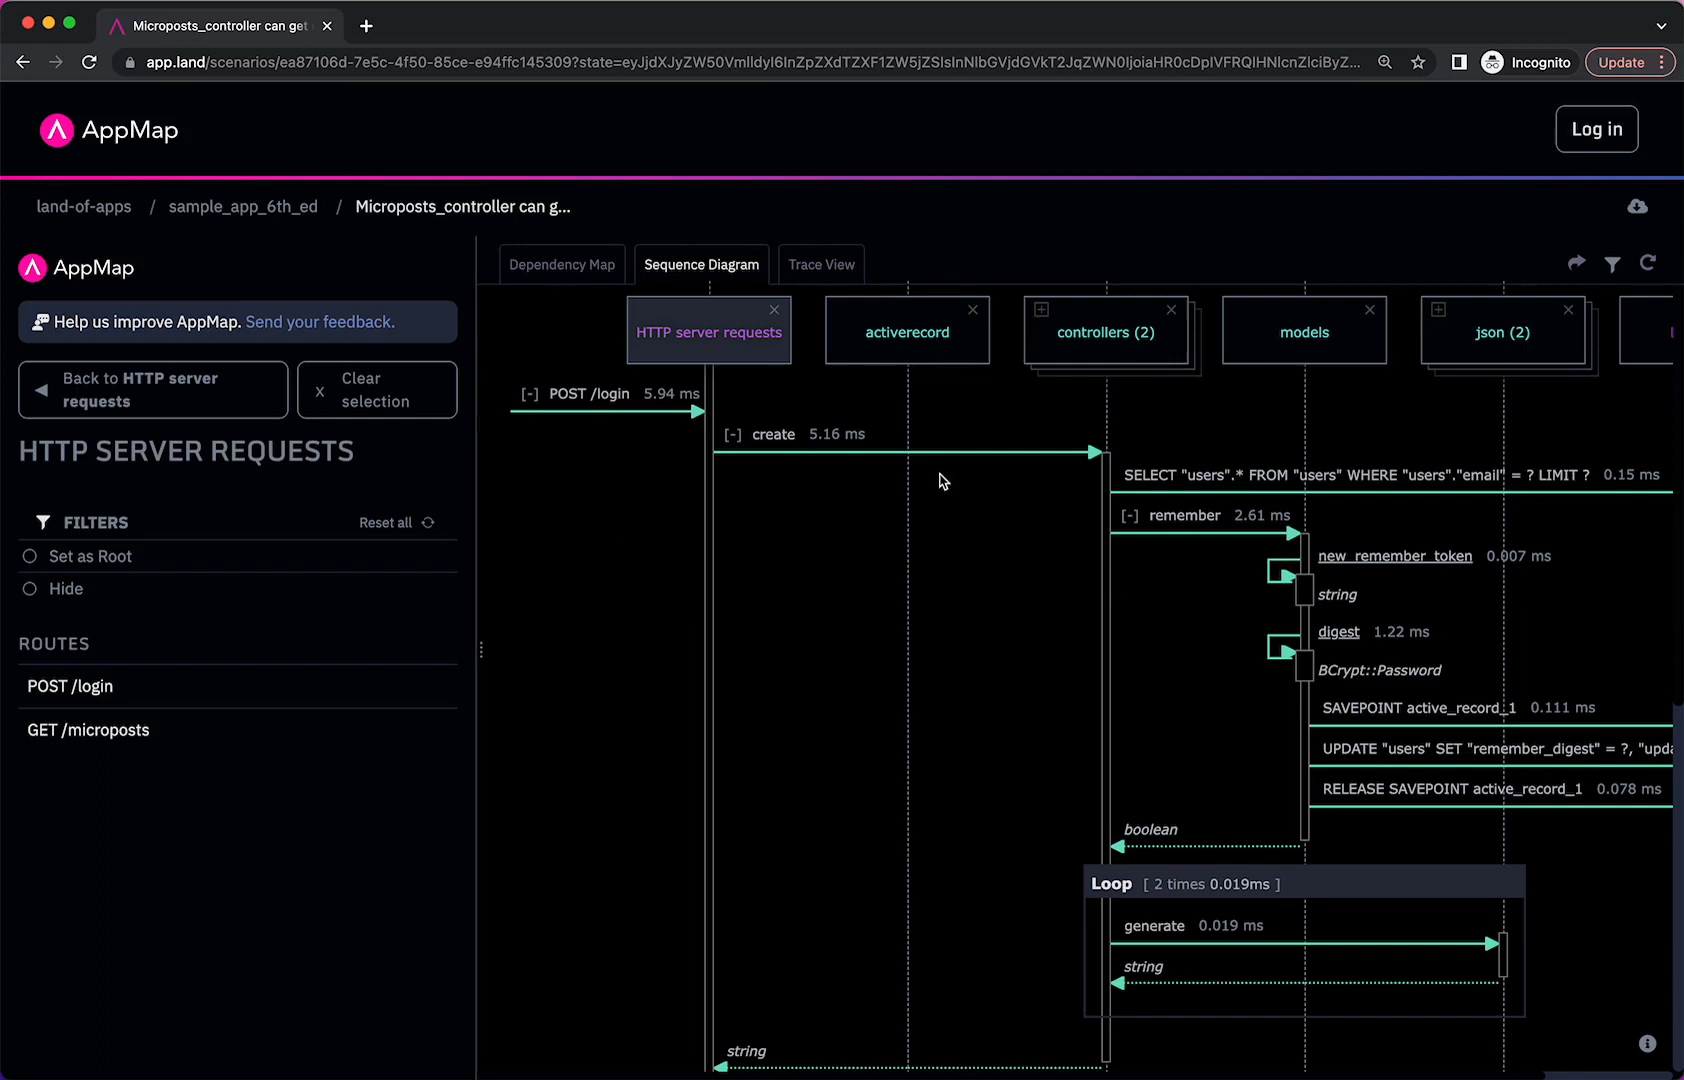 Microposts_controller can get
app.land/scenarios/ea87106d-7e5c-4f50-85ce-e94ffc145309?state=eyJjdXJyZW50VmlldyI6InZpZXdTZXF1ZW5jZSIsInNlbGVjdGVkT2JqZWN0IjoiaHR0cDplVFRQIHNlcnZlciByZ...
Incognito
Update
AppMap
Log in
land-of-apps / sample_app_6th_ed / Microposts_controller can g...
AppMap
Help us improve AppMap. Send your feedback.
Back to HTTP server requests
x Clear selection
HTTP SERVER REQUESTS
FILTERS
Reset all
Set as Root
Hide
ROUTES
POST /login
GET /microposts
Dependency Map
Sequence Diagram
Trace View
HTTP server requests
activerecord
controllers (2)
models
json (2)
[-] POST /login 5.94 ms
[-] create 5.16 ms
SELECT "users".* FROM "users" WHERE "users"."email" = ? LIMIT ? 0.15 ms
[-] remember 2.61 ms
new_remember_token 0.007 ms
string
digest 1.22 ms
BCrypt::Password
SAVEPOINT active_record_1 0.111 ms
UPDATE "users" SET "remember_digest" = ?, "upda
RELEASE SAVEPOINT active_record_1 0.078 ms
boolean
Loop [ 2 times 0.019ms ]
generate 0.019 ms
string
string